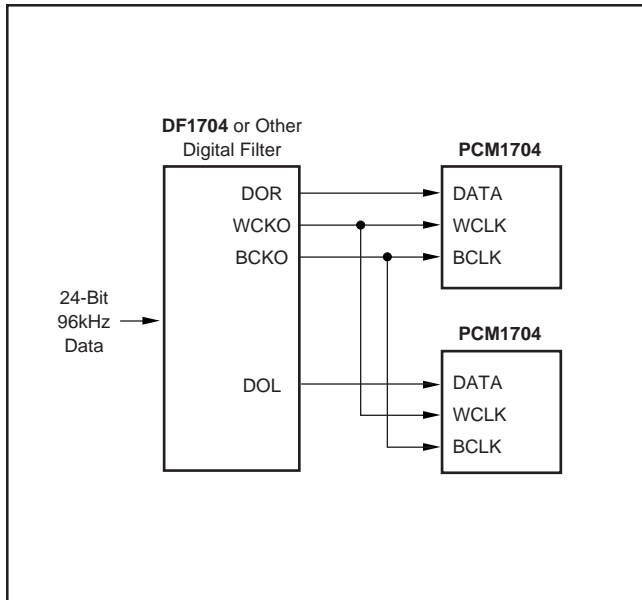 DF1704 or Other
Digital Filter
PCM1704
DOR
DATA
WCKO
WCLK
BCKO
BCLK
24-Bit
96kHz
Data
PCM1704
DOL
DATA
WCLK
BCLK